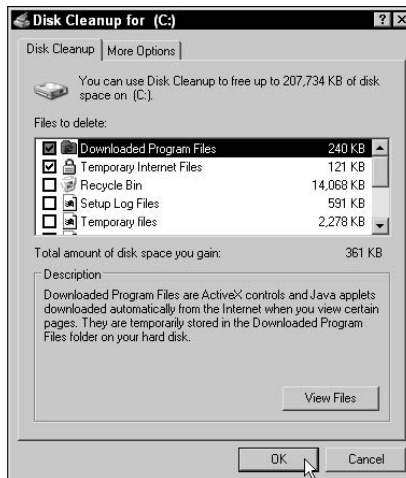 Disk Cleanup for (C:)
Disk Cleanup More Options
You can use Disk Cleanup to free up to 207,734 KB of disk
space on (C:).
Files to delete:
Downloaded Program Files 240 KB
Temporary Internet Files 121 KB
Recycle Bin 14,068 KB
Setup Log Files 591 KB
Temporary files 2,278 KB
Total amount of disk space you gain: 361 KB
Description
Downloaded Program Files are ActiveX controls and Java applets
downloaded automatically from the Internet when you view certain
pages. They are temporarily stored in the Downloaded Program
Files folder on your hard disk.
View Files
OK Cancel